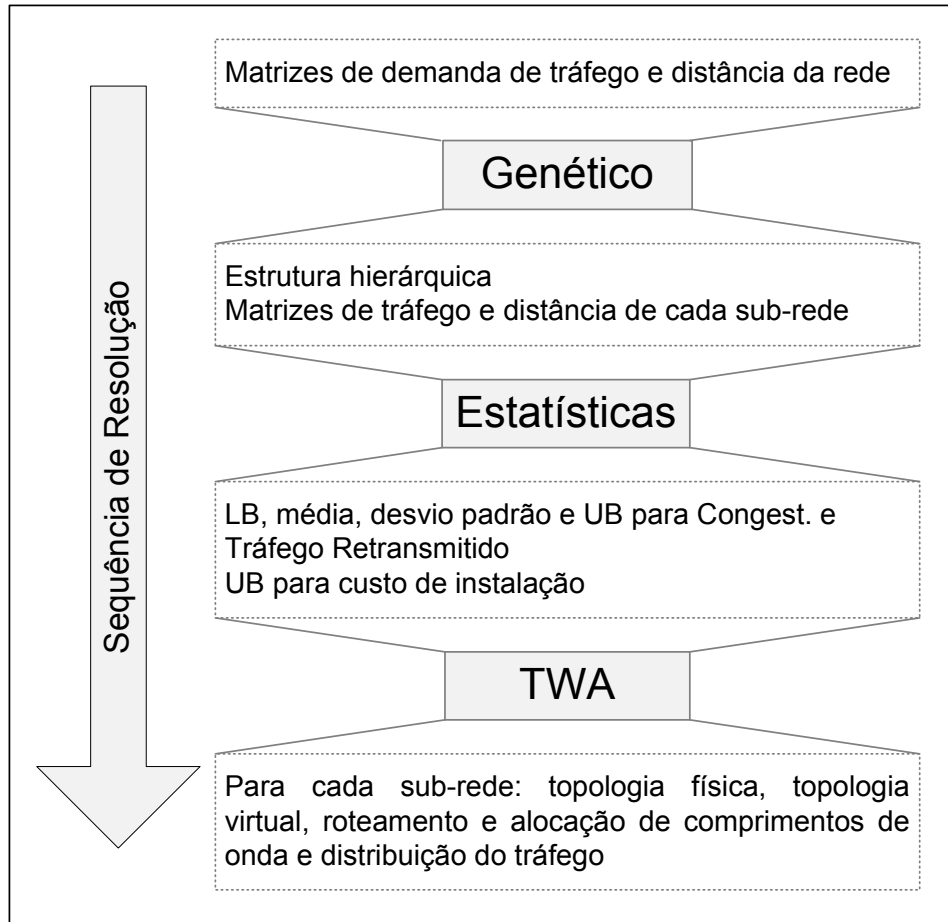 Matrizes de demanda de tráfego e distância da rede
Genético
Estrutura hierárquica
Matrizes de tráfego e distância de cada sub-rede
Estatísticas
LB, média, desvio padrão e UB para Congest. e
Tráfego Retransmitido
UB para custo de instalação
TWA
Para cada sub-rede: topologia física, topologia
virtual, roteamento e alocação de comprimentos de
onda e distribuição do tráfego
Sequência de Resolução